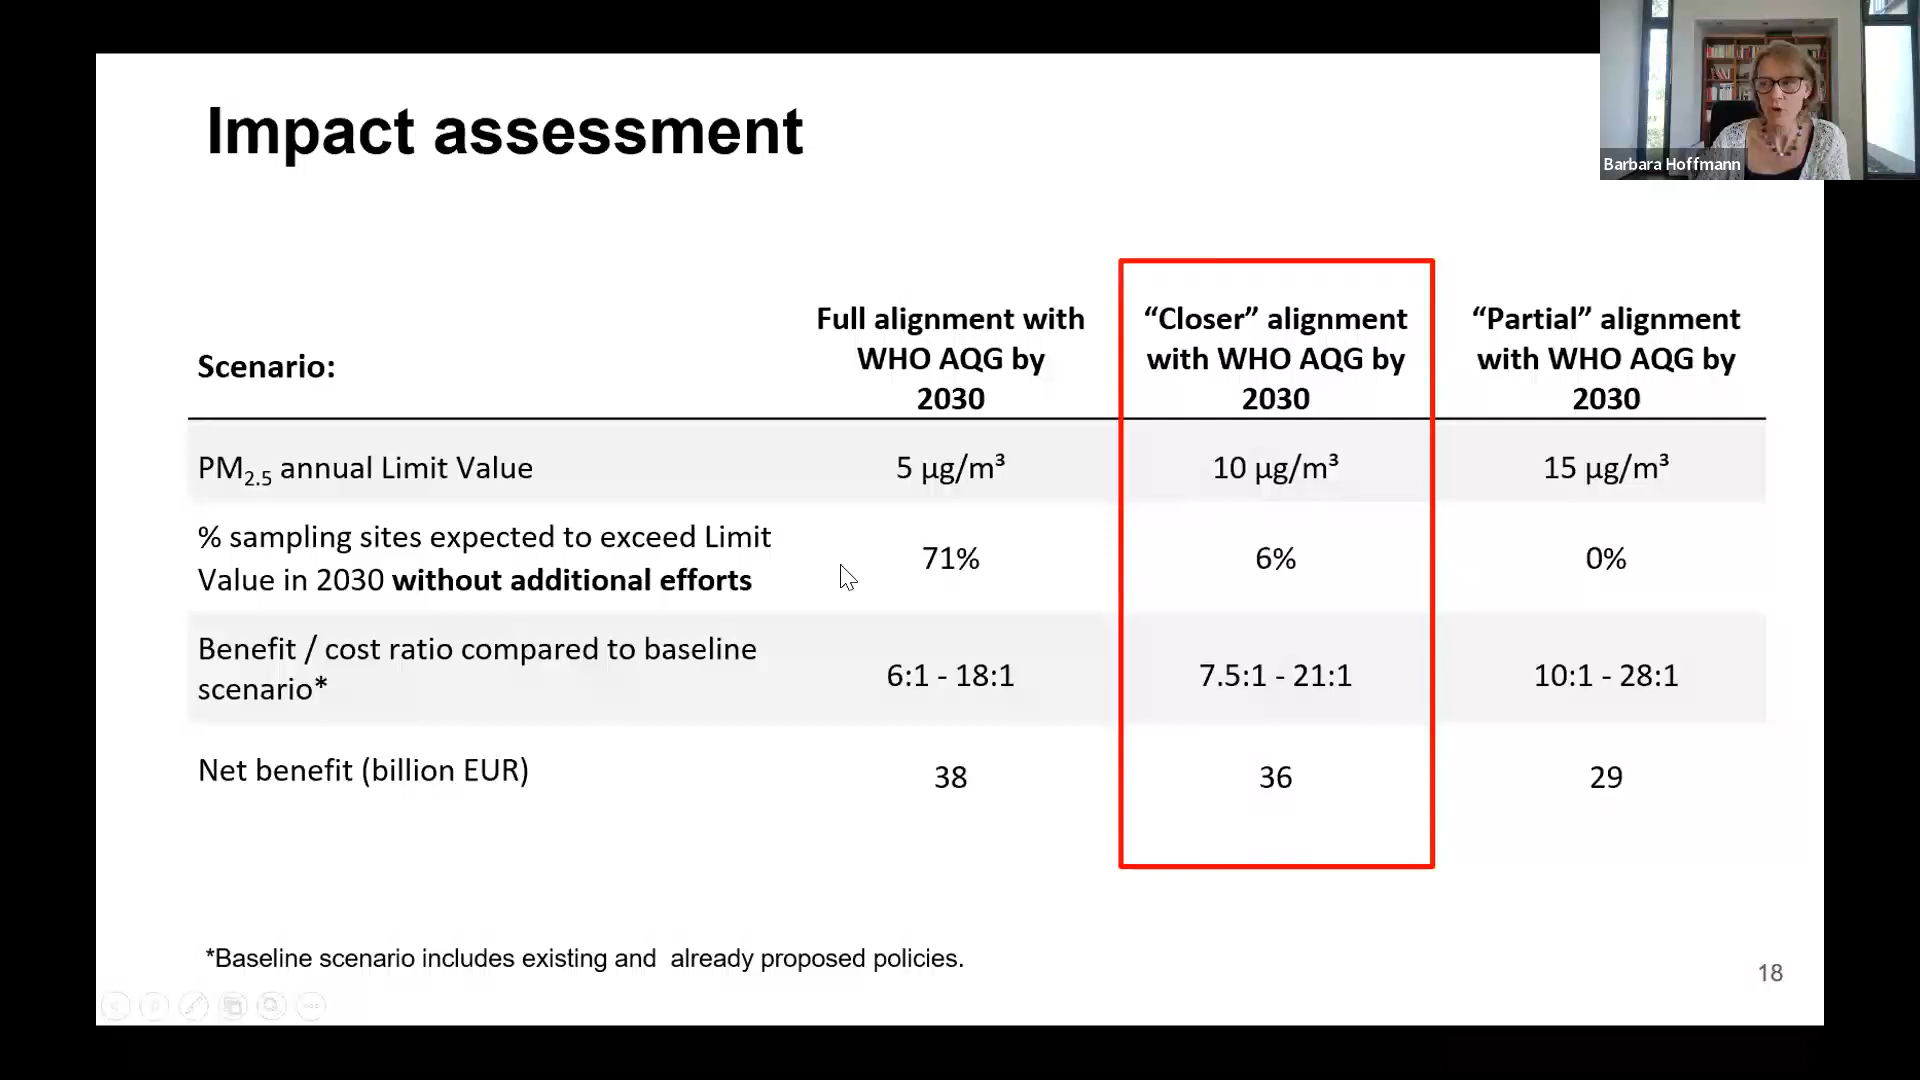 Impact assessment
Barbara Hoffmann
Scenario:
Full alignment with
WHO AQG by
2030
“Closer” alignment
with WHO AQG by
2030
“Partial” alignment
with WHO AQG by
2030
PM2.5 annual Limit Value
5 µg/m³
10 µg/m³
15 µg/m³
% sampling sites expected to exceed Limit
Value in 2030 without additional efforts
71%
6%
0%
Benefit / cost ratio compared to baseline
scenario*
6:1 - 18:1
7.5:1 - 21:1
10:1 - 28:1
Net benefit (billion EUR)
38
36
29
*Baseline scenario includes existing and  already proposed policies.
18